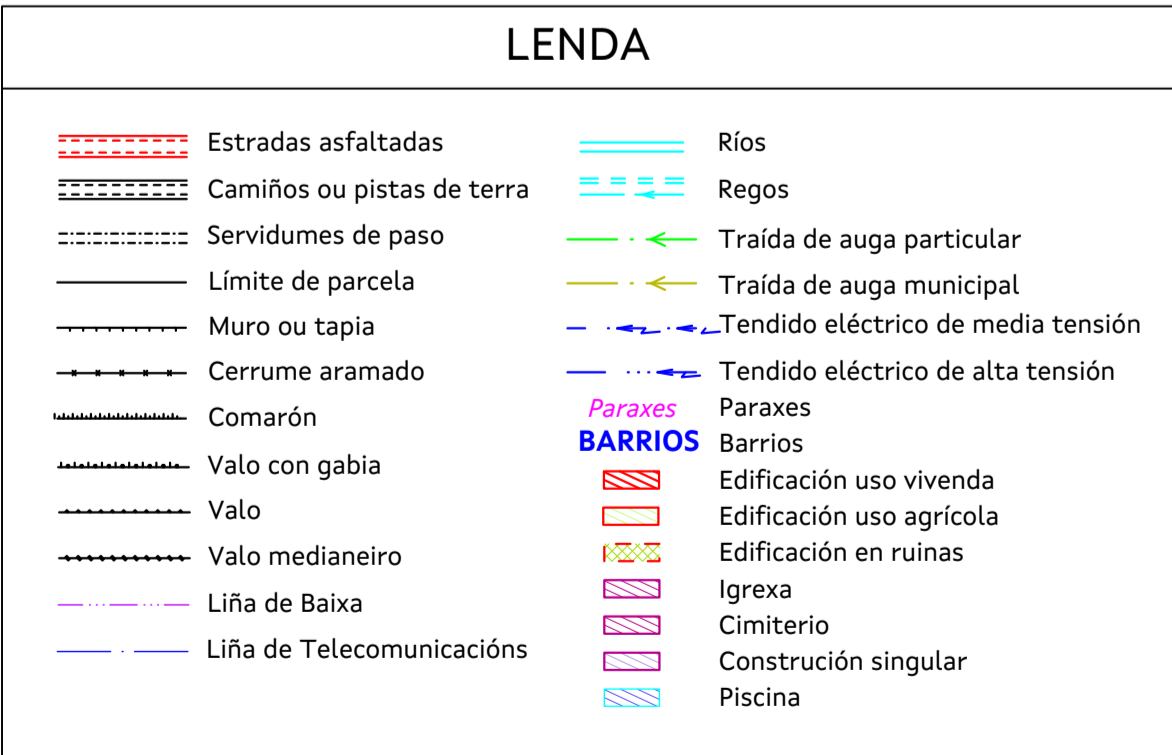 LENDA
Estradas asfaltadas
Camiños ou pistas de terra
Servidumes de paso
Límite de parcela
Muro ou tapia
Cerrume aramado
Comarón
Valo con gabia
Valo
Valo medianeiro
Liña de Baixa
Liña de Telecomunicacións
Ríos
Regos
Traída de auga particular
Traída de auga municipal
Tendido eléctrico de media tensión
Tendido eléctrico de alta tensión
Paraxes Paraxes
BARRIOS Barrios
Edificación uso vivenda
Edificación uso agrícola
Edificación en ruinas
Igrexa
Cimiterio
Construción singular
Piscina